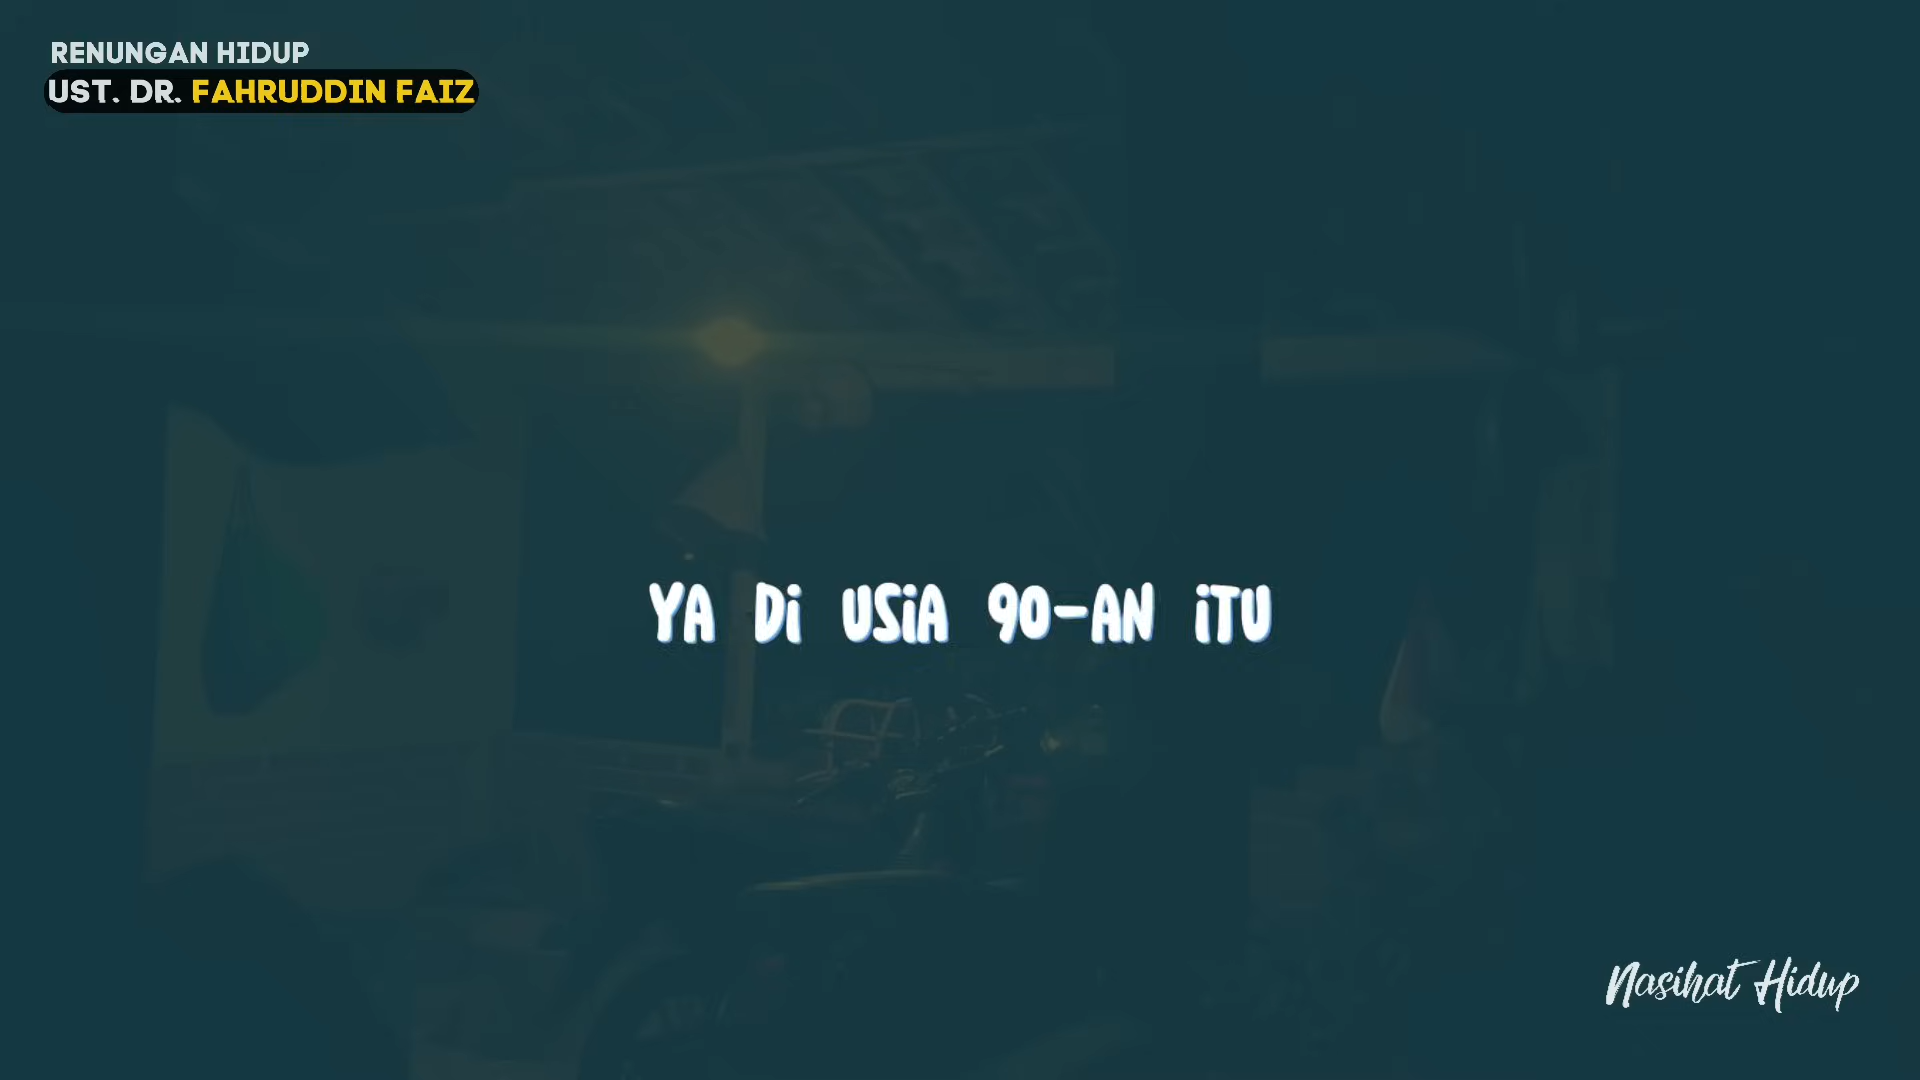 RENUNGAN HIDUP
UST. DR. FAHRUDDIN FAIZ
YA Di USiA 90-AN iTU
Nasihat Hidup